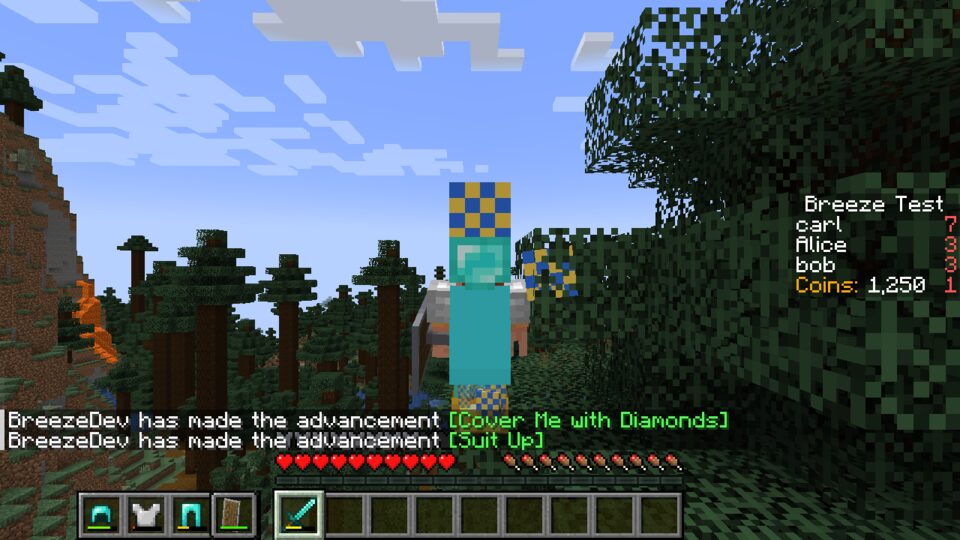 Breeze Test
carl 7
Alice 3
bob 3
Coins: 1,250 1
BreezeDev has made the advancement [Cover Me with Diamonds]
BreezeDev has made the advancement [Suit Up]